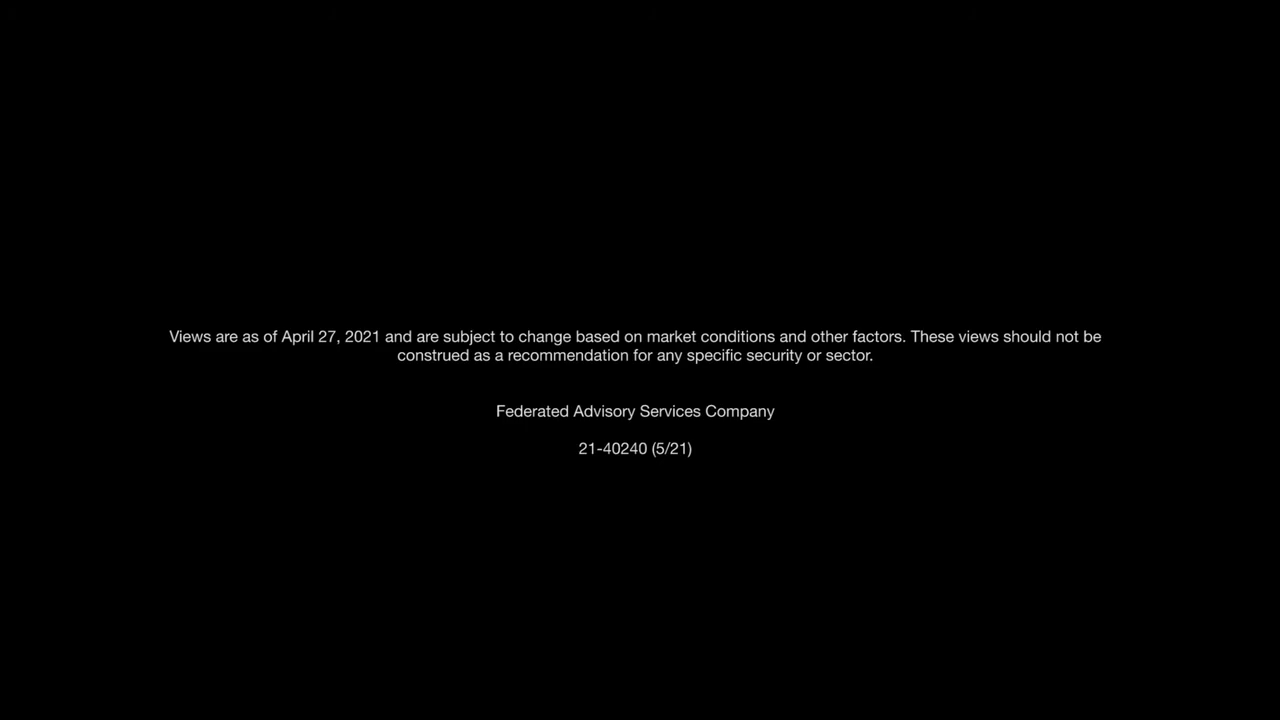 Views are as of April 27, 2021 and are subject to change based on market conditions and other factors. These views should not be
construed as a recommendation for any specific security or sector.
Federated Advisory Services Company
21-40240 (5/21)